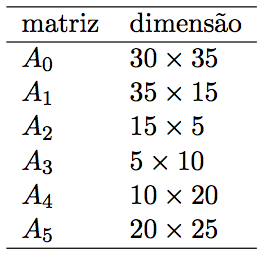 matriz dimensão
A₀ 30 × 35
A₁ 35 × 15
A₂ 15 × 5
A₃ 5 × 10
A₄ 10 × 20
A₅ 20 × 25